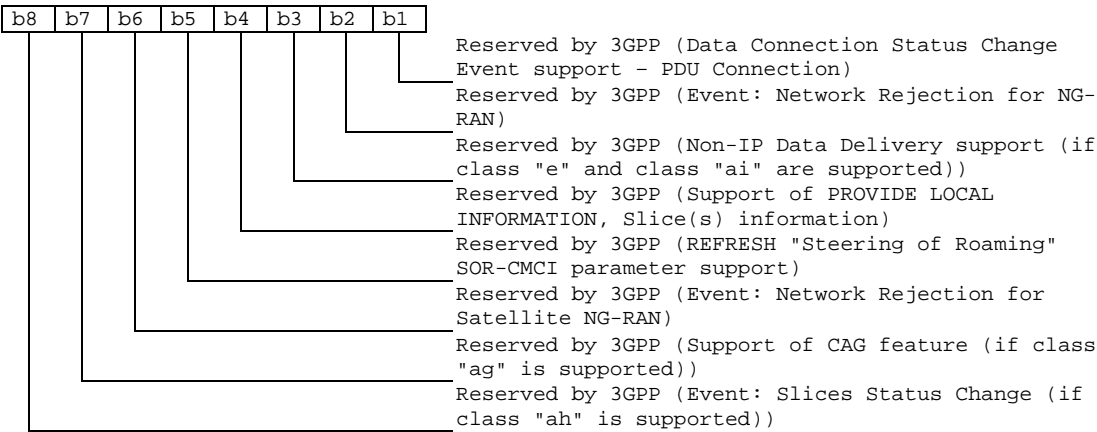 b8 b7 b6 b5 b4 b3 b2 b1
Reserved by 3GPP (Data Connection Status Change
Event support – PDU Connection)
Reserved by 3GPP (Event: Network Rejection for NG-
RAN)
Reserved by 3GPP (Non-IP Data Delivery support (if
class "e" and class "ai" are supported))
Reserved by 3GPP (Support of PROVIDE LOCAL
INFORMATION, Slice(s) information)
Reserved by 3GPP (REFRESH "Steering of Roaming"
SOR-CMCI parameter support)
Reserved by 3GPP (Event: Network Rejection for
Satellite NG-RAN)
Reserved by 3GPP (Support of CAG feature (if class
"ag" is supported))
Reserved by 3GPP (Event: Slices Status Change (if
class "ah" is supported))